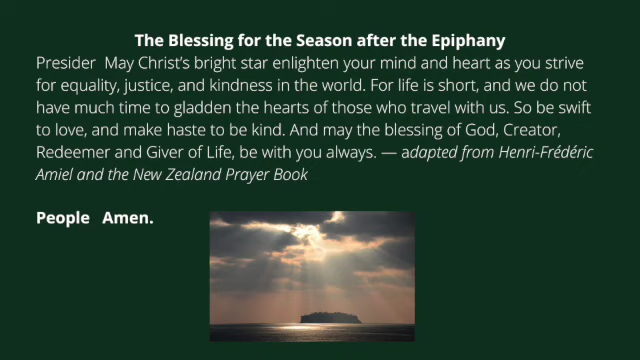 The Blessing for the Season after the Epiphany
Presider  May Christ's bright star enlighten your mind and heart as you strive
for equality, justice, and kindness in the world. For life is short, and we do not
have much time to gladden the hearts of those who travel with us. So be swift
to love, and make haste to be kind. And may the blessing of God, Creator,
Redeemer and Giver of Life, be with you always. — adapted from Henri-Frédéric
Amiel and the New Zealand Prayer Book
People  Amen.